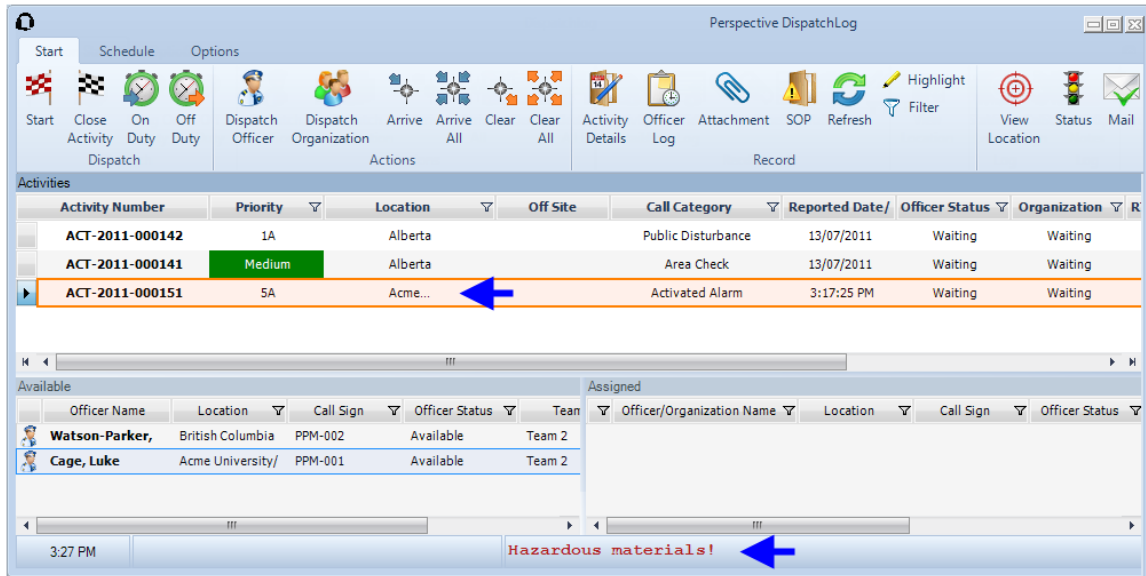 Perspective DispatchLog
Start Schedule Options
Highlight
Filter
Start Close Activity On Duty Off Duty Dispatch Officer Dispatch Organization Arrive Arrive All Clear Clear All Activity Details Officer Log Attachment SOP Refresh View Location Status Mail
Dispatch Actions Record
Activities
Activity Number Priority Location Off Site Call Category Reported Date/ Officer Status Organization R
ACT-2011-000142 1A Alberta Public Disturbance 13/07/2011 Waiting Waiting
ACT-2011-000141 Medium Alberta Area Check 13/07/2011 Waiting Waiting
ACT-2011-000151 5A Acme... Activated Alarm 3:17:25 PM Waiting Waiting
Available Assigned
Officer Name Location Call Sign Officer Status Team Officer/Organization Name Location Call Sign Officer Status
Watson-Parker, British Columbia PPM-002 Available Team 2
Cage, Luke Acme University/ PPM-001 Available Team 2
3:27 PM Hazardous materials!